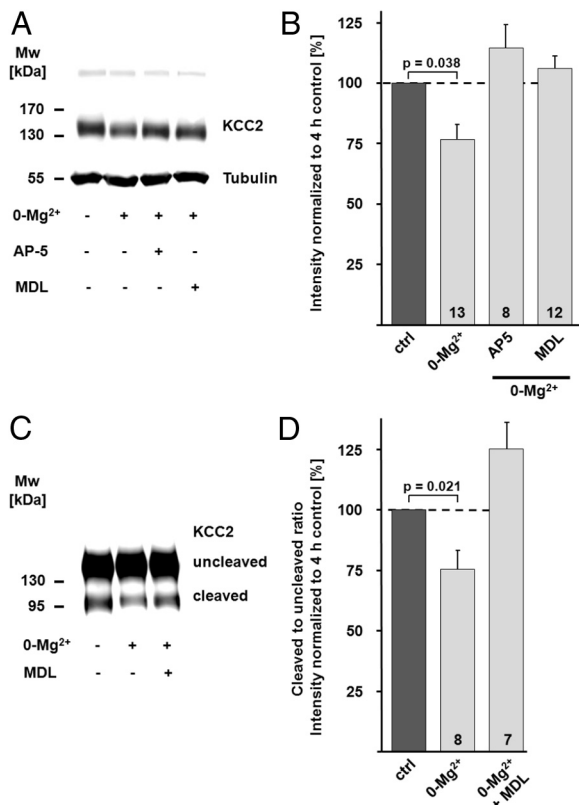 A
Mw
[kDa]
170
130
KCC2
55
Tubulin
0-Mg²⁺ - + + +
AP-5 - - + -
MDL - - - +
B
Intensity normalized to 4 h control [%]
125
100
75
50
25
p = 0.038
13 8 12
ctrl 0-Mg²⁺ AP5 MDL
0-Mg²⁺
C
Mw
[kDa]
KCC2
uncleaved
130
cleaved
95
0-Mg²⁺ - + +
MDL - - +
D
Cleaved to uncleaved ratio
Intensity normalized to 4 h control [%]
125
100
75
50
25
p = 0.021
8 7
ctrl 0-Mg²⁺ 0-Mg²⁺
+ MDL